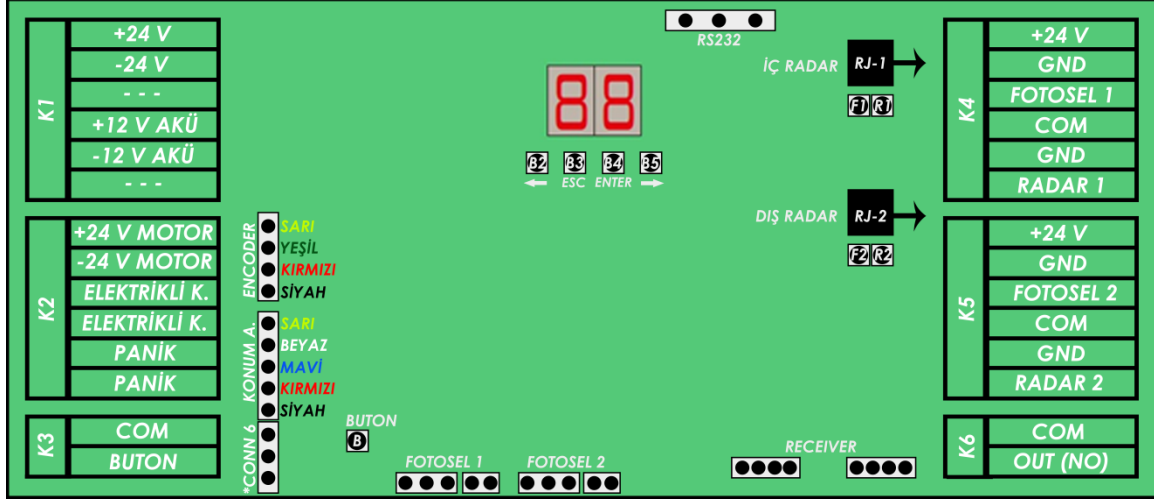 K1
+24 V
-24 V
- - -
+12 V AKÜ
-12 V AKÜ
- - -
K2
+24 V MOTOR
-24 V MOTOR
ELEKTRİKLİ K.
ELEKTRİKLİ K.
PANİK
PANİK
K3
COM
BUTON
ENCODER
SARI
YEŞİL
KIRMIZI
SİYAH
KONUM A.
SARI
BEYAZ
MAVİ
KIRMIZI
SİYAH
*CONN 6
BUTON
B
88
B2 B3 B4 B5
ESC ENTER
FOTOSEL 1
FOTOSEL 2
RS232
İÇ RADAR RJ-1
F1 R1
DIŞ RADAR RJ-2
F2 R2
RECEIVER
K4
+24 V
GND
FOTOSEL 1
COM
GND
RADAR 1
K5
+24 V
GND
FOTOSEL 2
COM
GND
RADAR 2
K6
COM
OUT (NO)